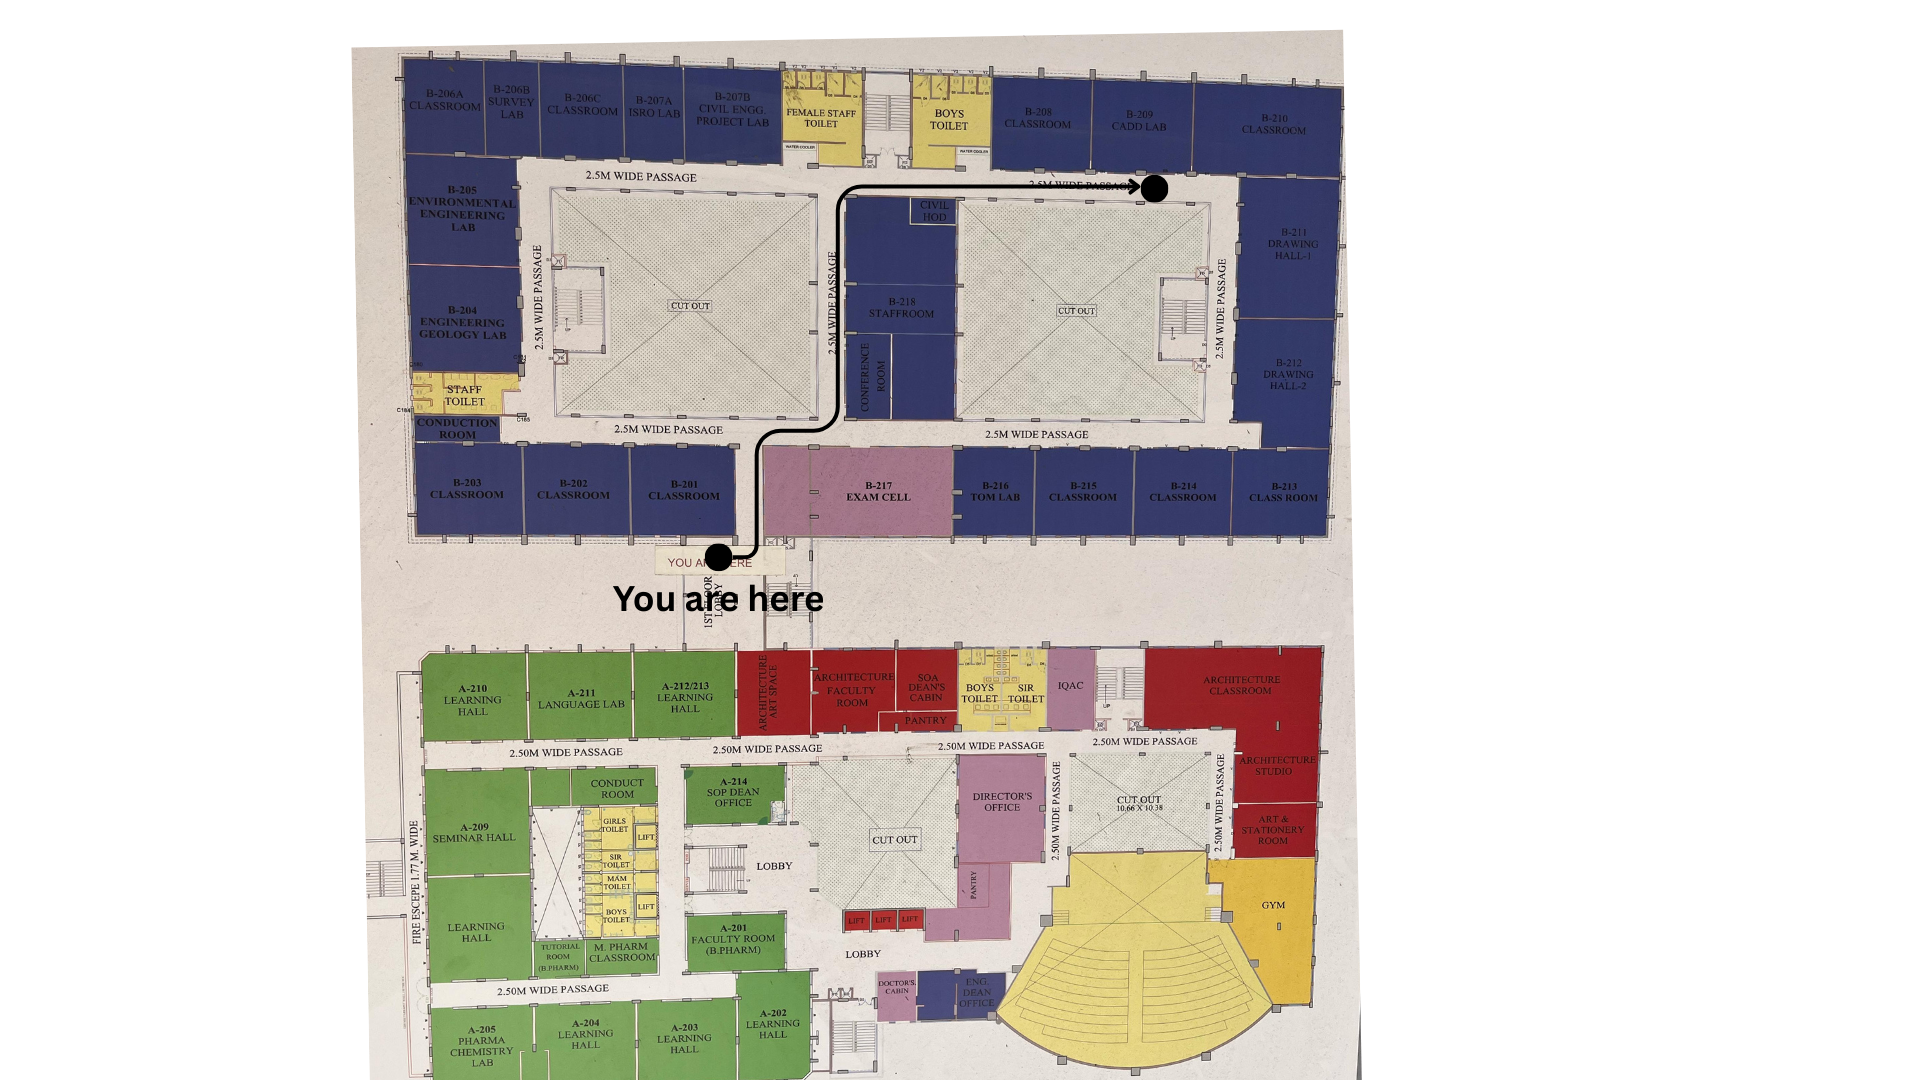 B-206A
CLASSROOM
B-206B
SURVEY
LAB
B-206C
CLASSROOM
B-207A
ISRO LAB
B-207B
CIVIL ENGG.
PROJECT LAB
FEMALE STAFF
TOILET
WATER COOLER
BOYS
TOILET
WATER COOLER
B-208
CLASSROOM
B-209
CADD LAB
B-210
CLASSROOM
2.5M WIDE PASSAGE
2.5M WIDE PASSAGE
B-205
ENVIRONMENTAL
ENGINEERING
LAB
CIVIL
HOD
B-211
DRAWING
HALL-1
2.5M WIDE PASSAGE
CUT OUT
2.5M WIDE PASSAGE
B-218
STAFFROOM
CUT OUT
2.5M WIDE PASSAGE
B-204
ENGINEERING
GEOLOGY LAB
UP
CONFERENCE
ROOM
B-212
DRAWING
HALL-2
STAFF
TOILET
CONDUCTION
ROOM
2.5M WIDE PASSAGE
2.5M WIDE PASSAGE
B-203
CLASSROOM
B-202
CLASSROOM
B-201
CLASSROOM
B-217
EXAM CELL
B-216
TOM LAB
B-215
CLASSROOM
B-214
CLASSROOM
B-213
CLASS ROOM
YOU ARE HERE
You are here
1ST FLOOR
LOBBY
A-210
LEARNING
HALL
A-211
LANGUAGE LAB
A-212/213
LEARNING
HALL
ARCHITECTURE
ART SPACE
ARCHITECTURE
FACULTY
ROOM
SOA
DEAN'S
CABIN
PANTRY
BOYS
TOILET
SIR
TOILET
IQAC
UP
ARCHITECTURE
CLASSROOM
2.50M WIDE PASSAGE
2.50M WIDE PASSAGE
2.50M WIDE PASSAGE
2.50M WIDE PASSAGE
CONDUCT
ROOM
A-214
SOP DEAN
OFFICE
DIRECTOR'S
OFFICE
2.50M WIDE PASSAGE
CUT OUT
10.66 X 10.38
2.50M WIDE PASSAGE
ARCHITECTURE
STUDIO
ART &
STATIONERY
ROOM
FIRE ESCEPE 1.77 M. WIDE
A-209
SEMINAR HALL
GIRLS
TOILET
LIFT
SIR
TOILET
MAM
TOILET
BOYS
TOILET
LIFT
LOBBY
CUT OUT
PANTRY
LIFT
LIFT
LIFT
GYM
LEARNING
HALL
TUTORIAL
ROOM
(B.PHARM)
M. PHARM
CLASSROOM
A-201
FACULTY ROOM
(B.PHARM)
LOBBY
2.50M WIDE PASSAGE
DOCTOR'S
CABIN
ENG.
DEAN
OFFICE
A-205
PHARMA
CHEMISTRY
LAB
A-204
LEARNING
HALL
A-203
LEARNING
HALL
A-202
LEARNING
HALL